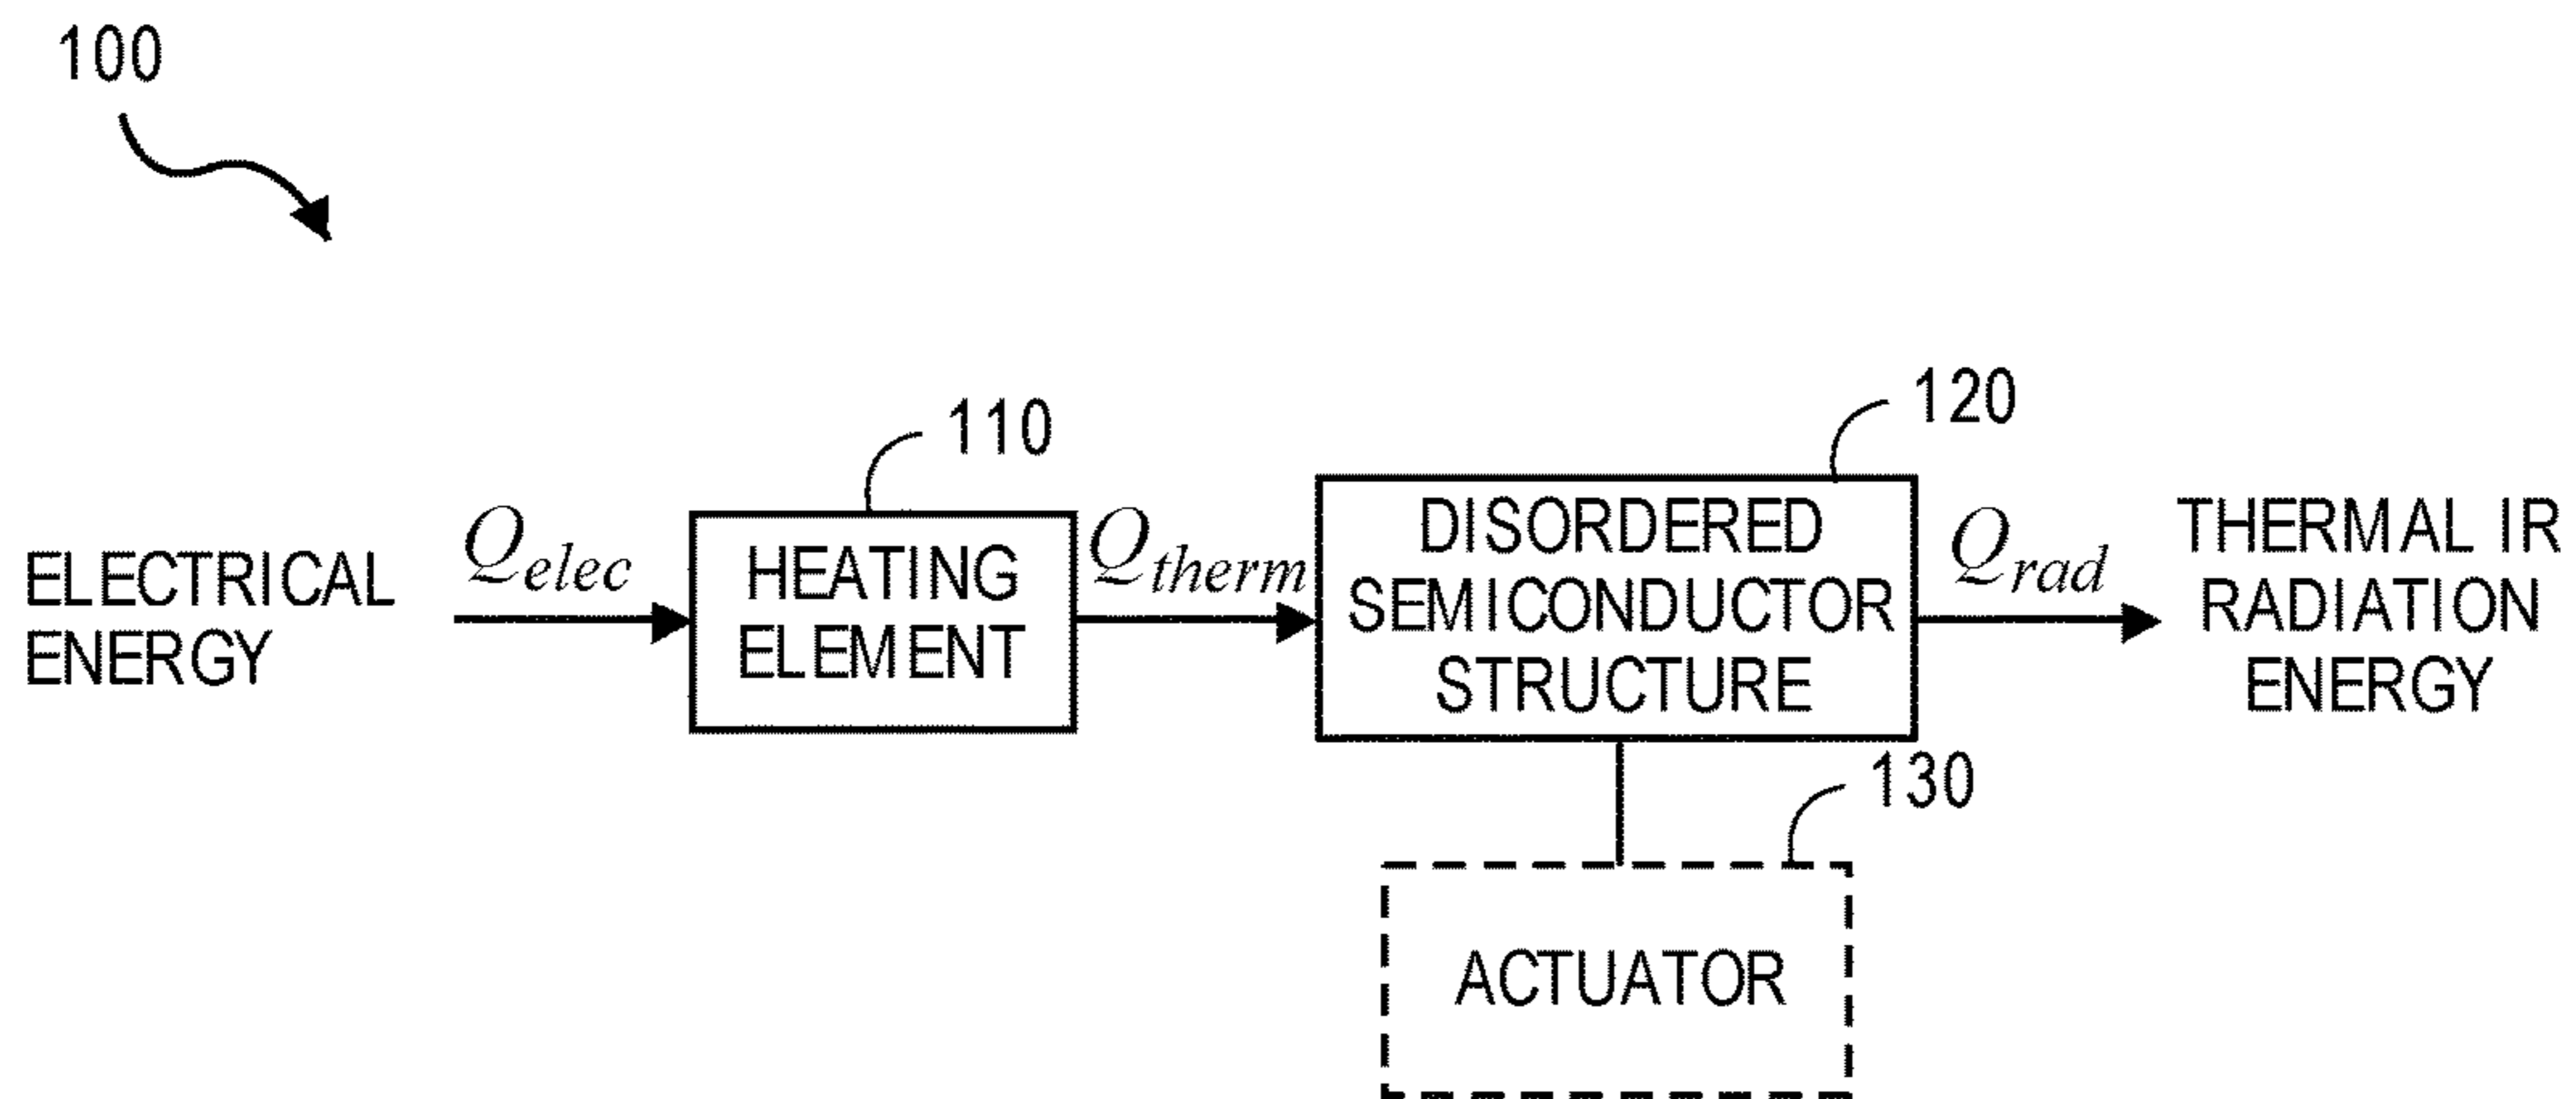 100
110
120
ELECTRICAL
ENERGY
Q_elec
HEATING
ELEMENT
Q_therm
DISORDERED
SEMICONDUCTOR
STRUCTURE
Q_rad
THERMAL IR
RADIATION
ENERGY
130
ACTUATOR